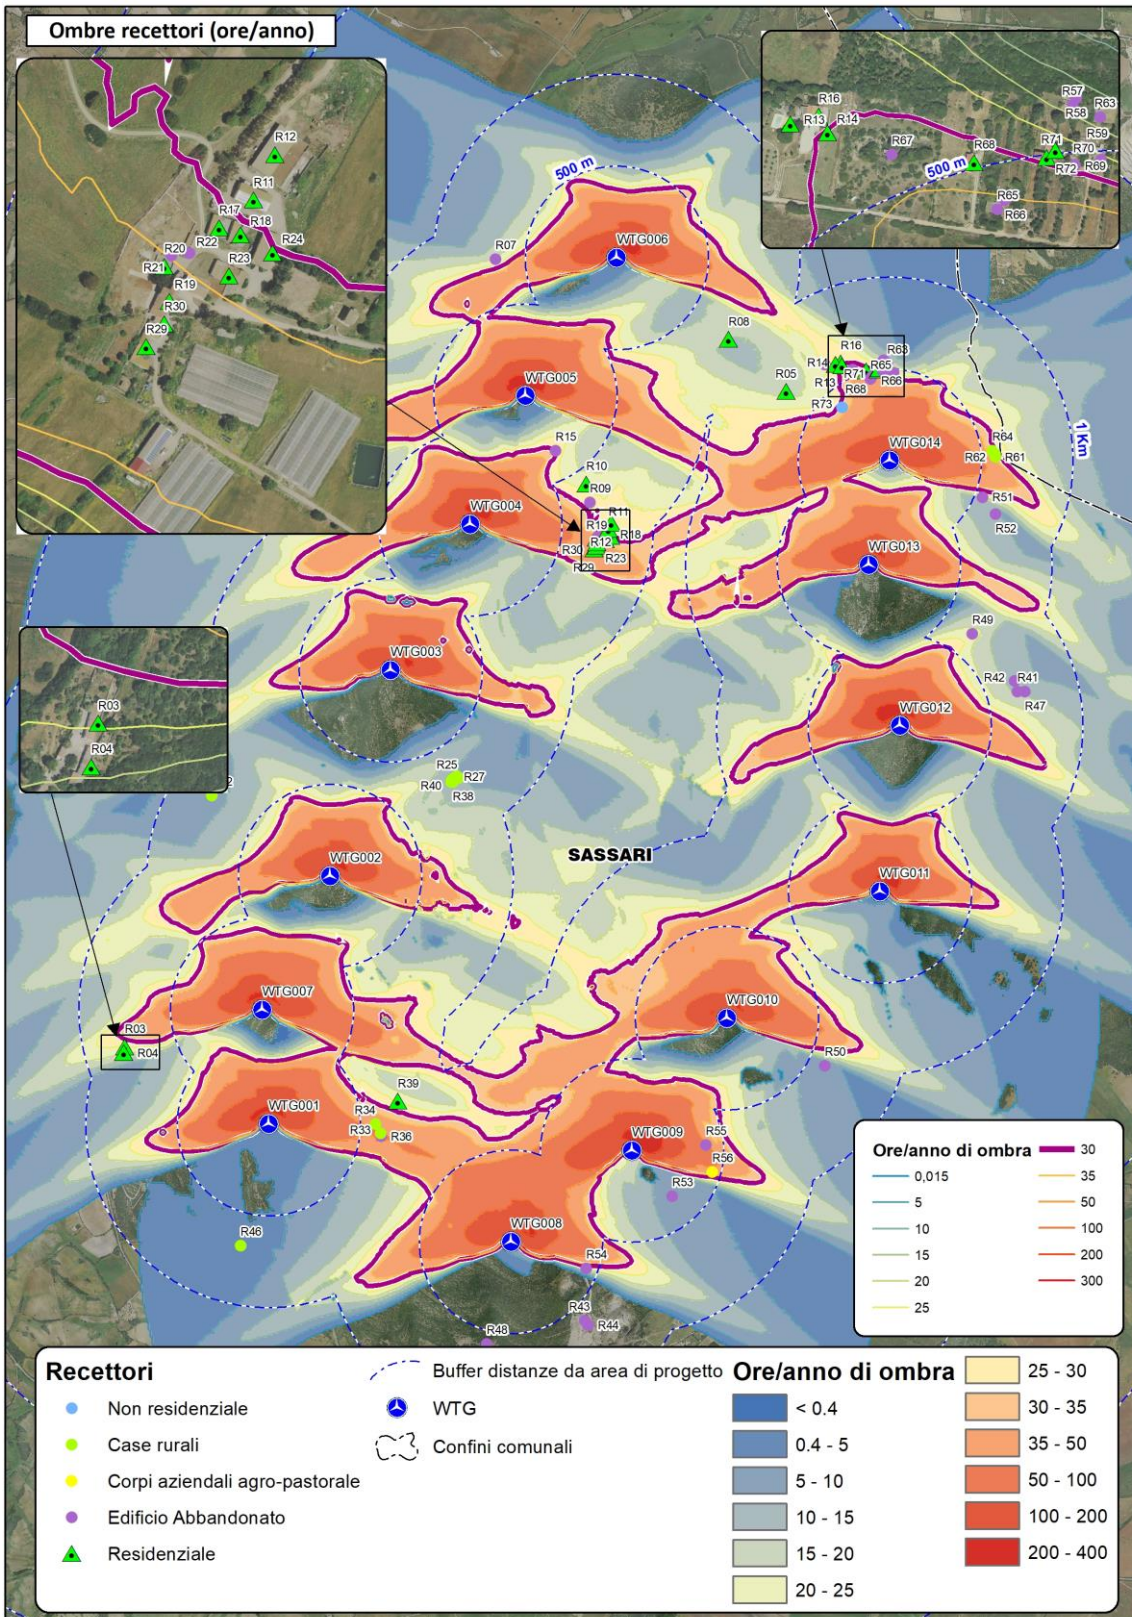 Ombre recettori (ore/anno)
R12
R11
R17
R18
R22
R24
R20
R23
R21
R19
R30
R29
R16
R13
R14
R67
R68
R57
R58
R63
R59
R71
R70
R72
R69
500 m
R65
R66
500 m
WTG006
R07
R08
R16
R63
R14
R65
R71
R66
R13
R68
R05
R73
1 Km
WTG005
R15
R10
R09
R64
WTG014
R62
R61
R51
R52
WTG004
R11
R19
R12
R18
R30
R23
R29
WTG013
R49
R03
R04
WTG003
R42
R41
R47
WTG012
R25
R27
R40
R38
SASSARI
WTG002
WTG011
WTG007
WTG010
R03
R04
R50
R39
R34
R33
R36
WTG001
WTG009
R55
R56
R53
R46
WTG008
R54
R43
R44
R48
Ore/anno di ombra
0,015
5
10
15
20
25
30
35
50
100
200
300
Recettori
Non residenziale
Case rurali
Corpi aziendali agro-pastorale
Edificio Abbandonato
Residenziale
Buffer distanze da area di progetto
WTG
Confini comunali
Ore/anno di ombra
< 0.4
0.4 - 5
5 - 10
10 - 15
15 - 20
20 - 25
25 - 30
30 - 35
35 - 50
50 - 100
100 - 200
200 - 400